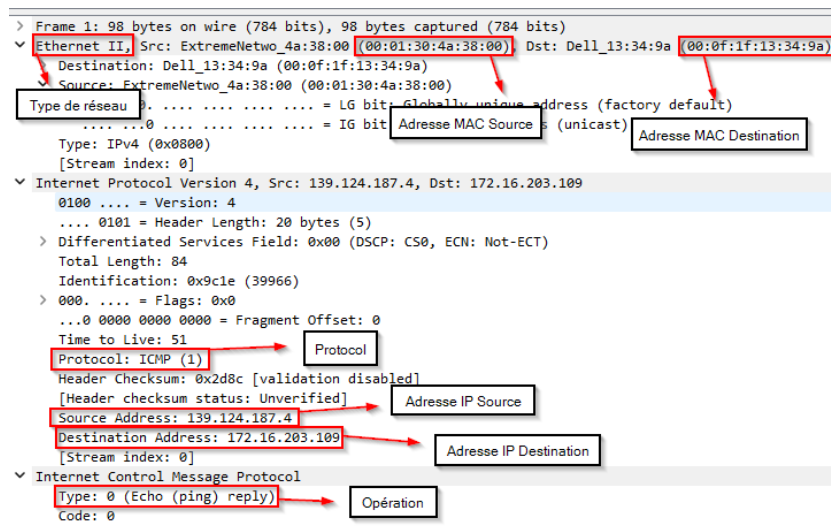 Frame 1: 98 bytes on wire (784 bits), 98 bytes captured (784 bits)
Ethernet II, Src: ExtremeNetwo_4a:38:00 (00:01:30:4a:38:00), Dst: Dell_13:34:9a (00:0f:1f:13:34:9a)
Destination: Dell_13:34:9a (00:0f:1f:13:34:9a)
Source: ExtremeNetwo_4a:38:00 (00:01:30:4a:38:00)
Type de réseau
0. .... .... .... .... = LG bit: Globally unique address (factory default)
.... ...0 .... .... .... .... = IG bit
Adresse MAC Source
(unicast)
Adresse MAC Destination
Type: IPv4 (0x0800)
[Stream index: 0]
Internet Protocol Version 4, Src: 139.124.187.4, Dst: 172.16.203.109
0100 .... = Version: 4
.... 0101 = Header Length: 20 bytes (5)
Differentiated Services Field: 0x00 (DSCP: CS0, ECN: Not-ECT)
Total Length: 84
Identification: 0x9c1e (39966)
000. .... = Flags: 0x0
...0 0000 0000 0000 = Fragment Offset: 0
Time to Live: 51
Protocol: ICMP (1)
Protocol
Header Checksum: 0x2d8c [validation disabled]
[Header checksum status: Unverified]
Adresse IP Source
Source Address: 139.124.187.4
Destination Address: 172.16.203.109
Adresse IP Destination
[Stream index: 0]
Internet Control Message Protocol
Type: 0 (Echo (ping) reply)
Opération
Code: 0